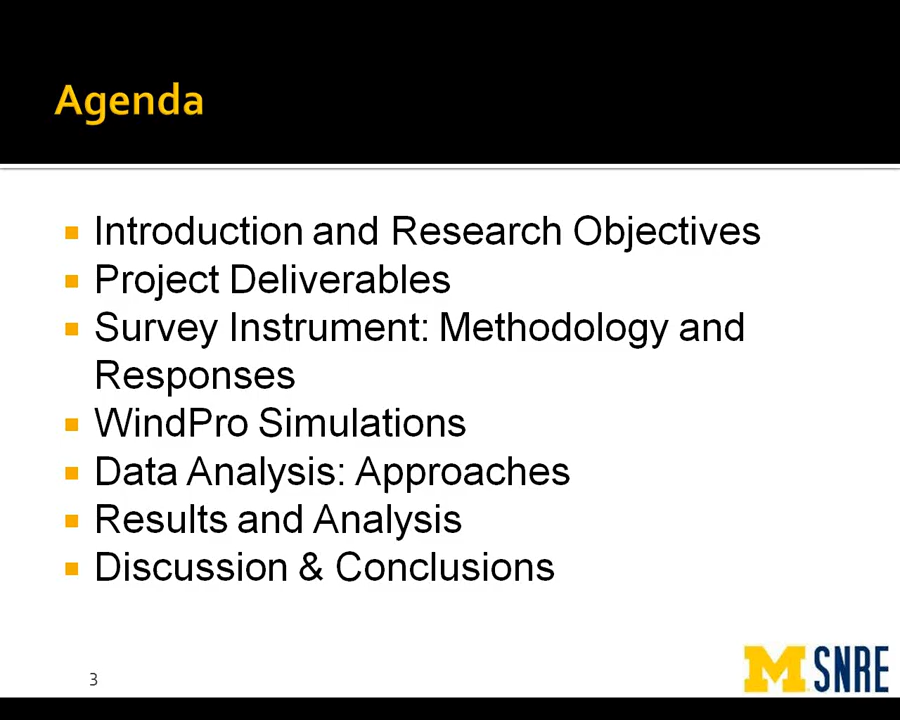 Agenda
Introduction and Research Objectives
Project Deliverables
Survey Instrument: Methodology and
Responses
WindPro Simulations
Data Analysis: Approaches
Results and Analysis
Discussion & Conclusions
3
M SNRE